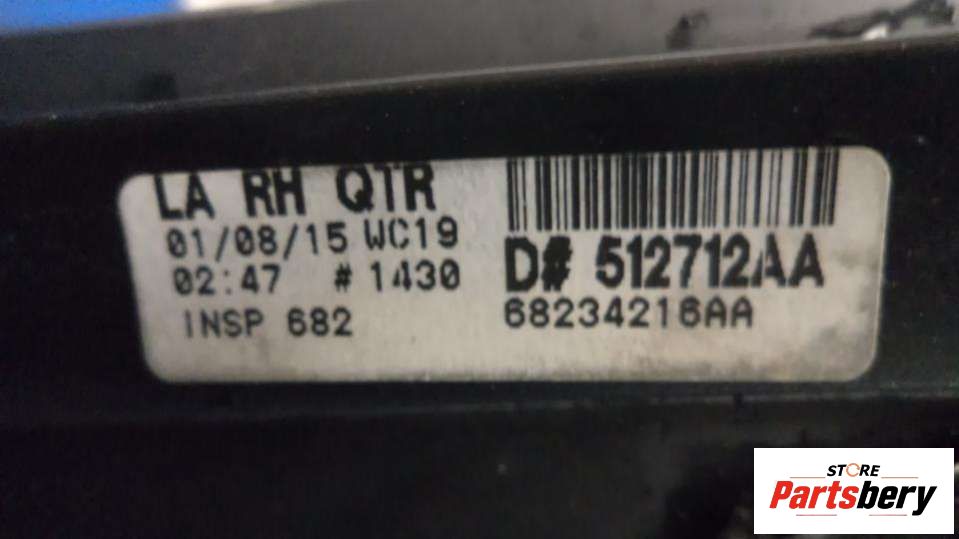 LA RH QTR
01/08/15 WC19
02:47 # 1430
INSP 682
D# 512712AA
68234216AA
STORE
Partsbery